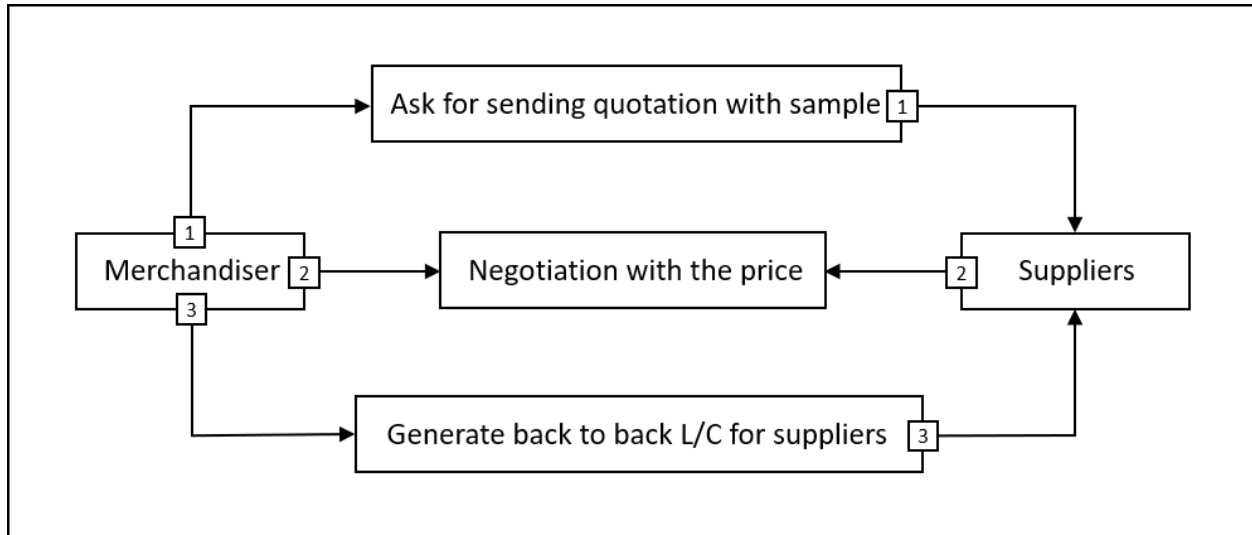 Ask for sending quotation with sample 1
1
Merchandiser 2
Negotiation with the price
2 Suppliers
3
Generate back to back L/C for suppliers 3